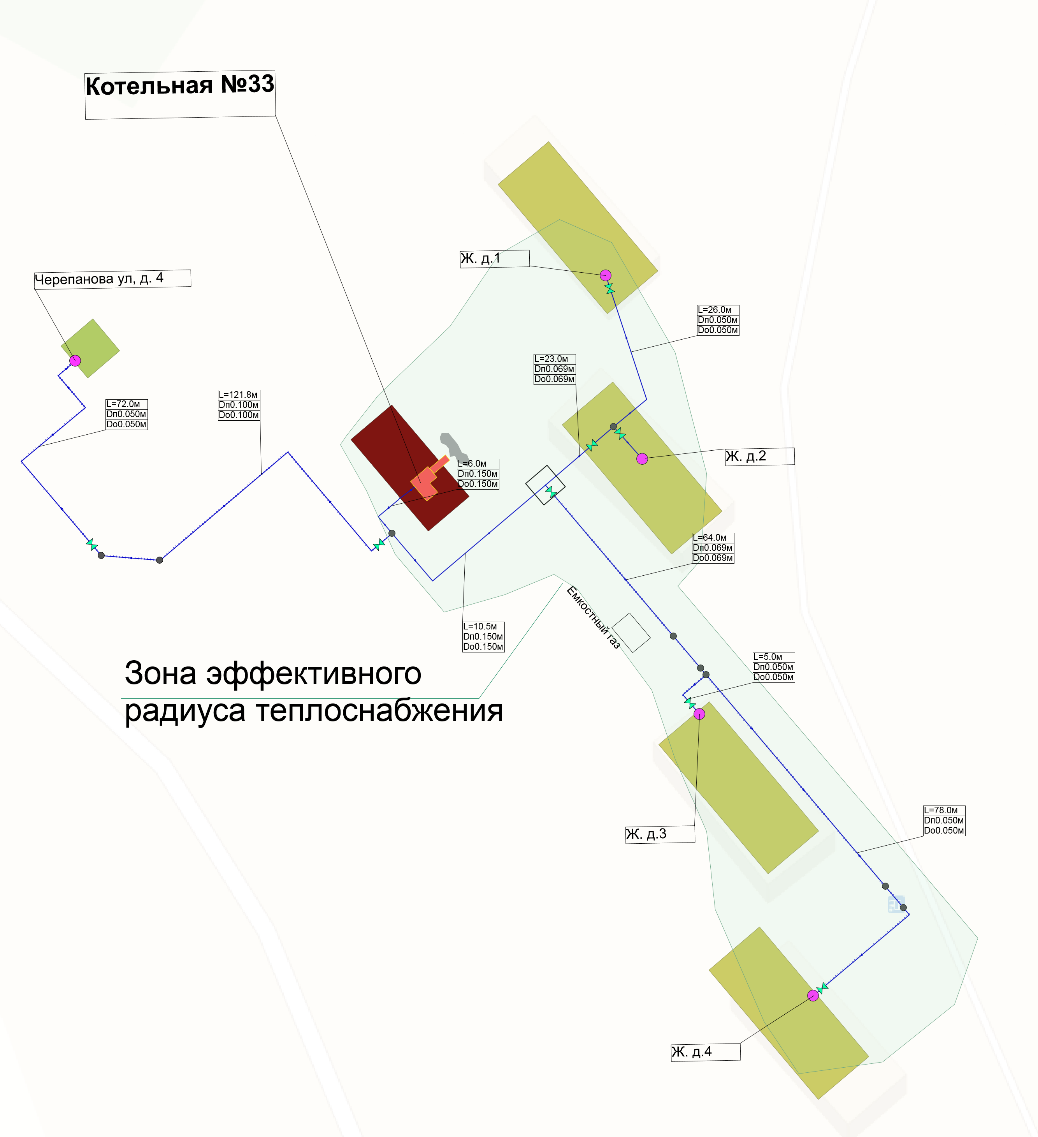 Котельная №33
Ж. д.1
Черепанова ул, д. 4
L=26.0м
Dп0.050м
Dо0.050м
L=23.0м
Dп0.069м
Dо0.069м
L=121.8м
Dп0.100м
Dо0.100м
L=72.0м
Dп0.050м
Dо0.050м
Ж. д.2
L=6.0м
Dп0.150м
Dо0.150м
L=64.0м
Dп0.069м
Dо0.069м
Емкостный газ
L=10.5м
Dп0.150м
Dо0.150м
L=5.0м
Dп0.050м
Dо0.050м
Зона эффективного
радиуса теплоснабжения
L=78.0м
Dп0.050м
Dо0.050м
Ж. д.3
Ж. д.4